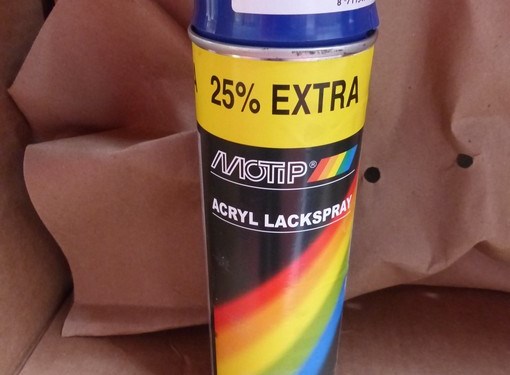 25% EXTRA
MOTIP®
ACRYL LACKSPRAY